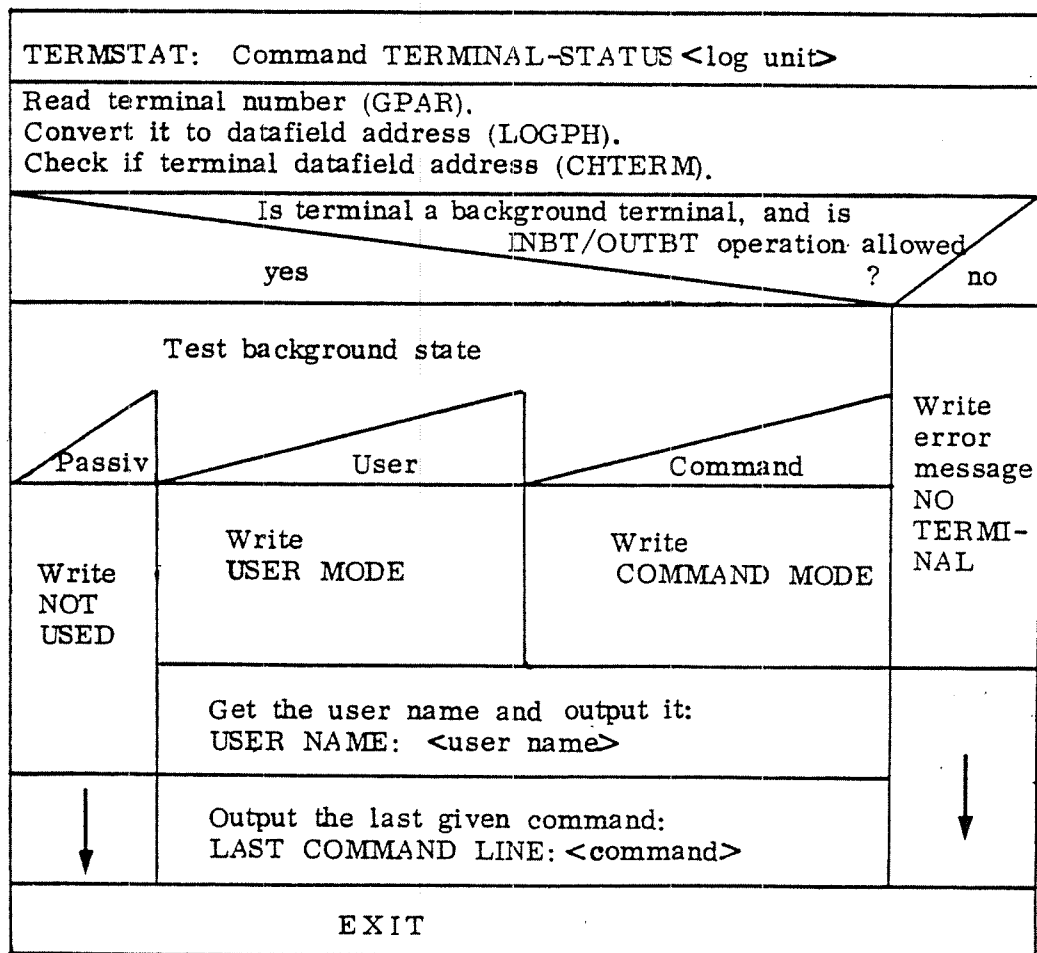 TERMSTAT: Command TERMINAL-STATUS <log unit>
Read terminal number (GPAR).
Convert it to datafield address (LOGPH).
Check if terminal datafield address (CHTERM).
Is terminal a background terminal, and is
INBT/OUTBT operation allowed
yes
?
no
Test background state
Passiv
User
Command
Write
error
message
NO
TERMI-
NAL
Write
NOT
USED
Write
USER MODE
Write
COMMAND MODE
Get the user name and output it:
USER NAME: <user name>
Output the last given command:
LAST COMMAND LINE: <command>
EXIT